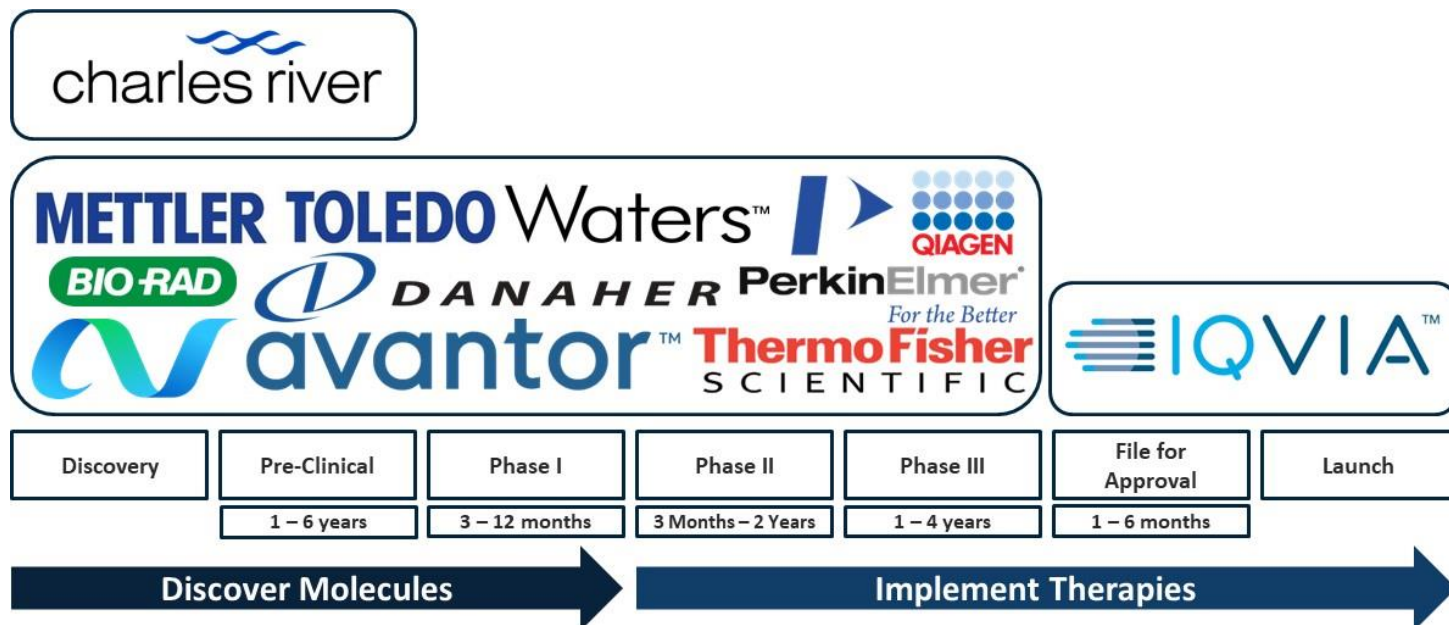 charles river
METTLER TOLEDO Waters™
QIAGEN
BIO-RAD DANAHER PerkinElmer®
For the Better
avantor™ ThermoFisher
SCIENTIFIC
IQVIA™
Discovery
Pre-Clinical
Phase I
Phase II
Phase III
File for
Approval
Launch
1 – 6 years
3 – 12 months
3 Months – 2 Years
1 – 4 years
1 – 6 months
Discover Molecules
Implement Therapies